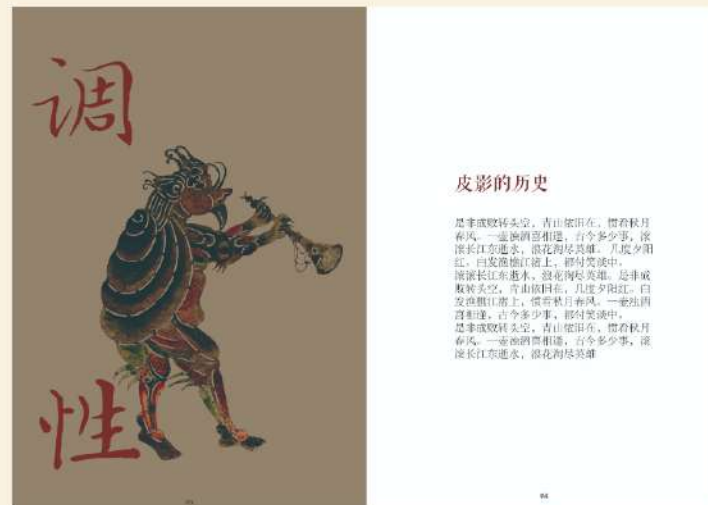 调
性
皮影的历史
是非成败转头空，青山依旧在，惯看秋月
春风。一壶浊酒喜相逢，古今多少事，滚
滚长江东逝水，浪花淘尽英雄。几度夕阳
红。白发渔樵江渚上，都付笑谈中。
滚滚长江东逝水，浪花淘尽英雄。是非成
败转头空，青山依旧在，几度夕阳红。白
发渔樵江渚上，惯看秋月春风。一壶浊酒
喜相逢，古今多少事，都付笑谈中。
是非成败转头空，青山依旧在，惯看秋月
春风。一壶浊酒喜相逢，古今多少事，滚
滚长江东逝水，浪花淘尽英雄
04